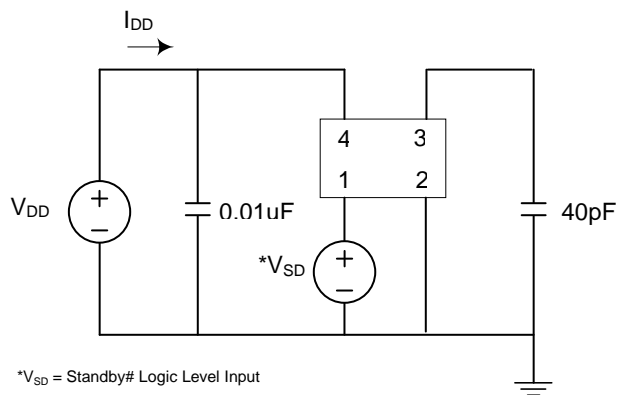 IDD
4 3
1 2
VDD
+
−
0.01uF
*VSD
+
−
40pF
*VSD = Standby# Logic Level Input